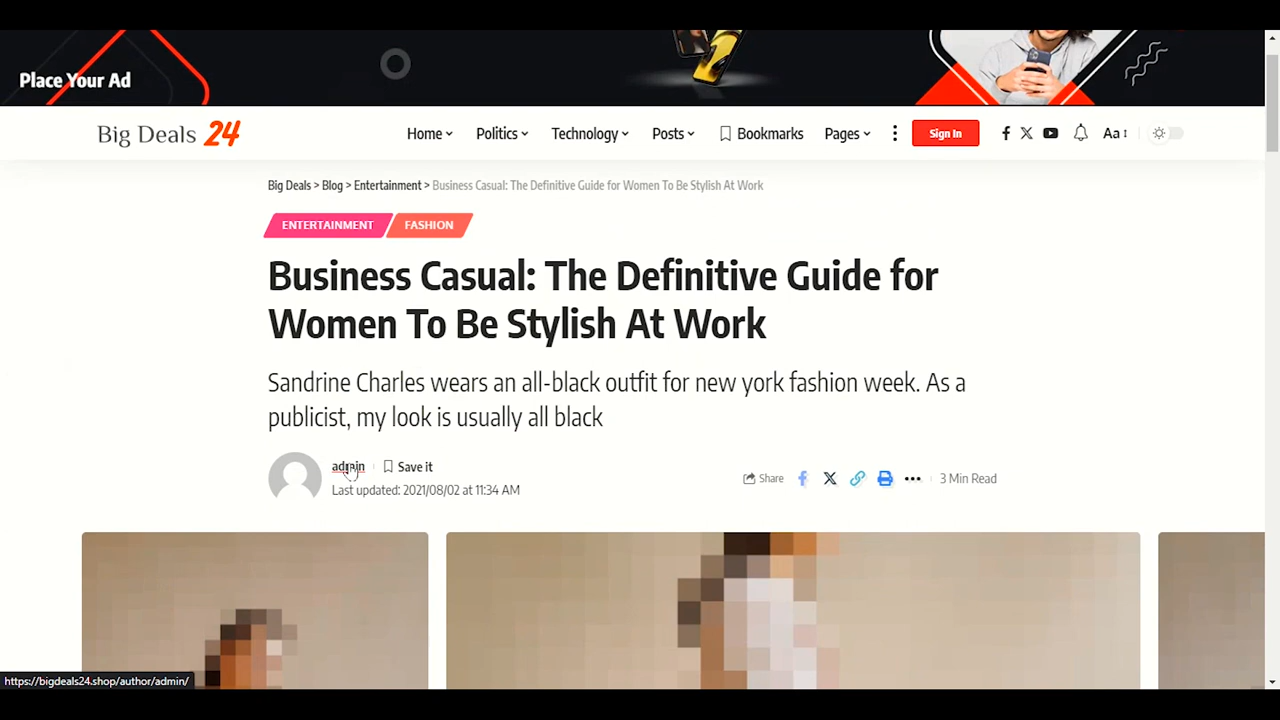 Place Your Ad
Big Deals 24
Home Politics Technology Posts Bookmarks Pages Sign In Aa
Big Deals > Blog > Entertainment > Business Casual: The Definitive Guide for Women To Be Stylish At Work
ENTERTAINMENT FASHION
Business Casual: The Definitive Guide for
Women To Be Stylish At Work
Sandrine Charles wears an all-black outfit for new york fashion week. As a
publicist, my look is usually all black
admin Save it
Last updated: 2021/08/02 at 11:34 AM
Share 3 Min Read
https://bigdeals24.shop/author/admin/